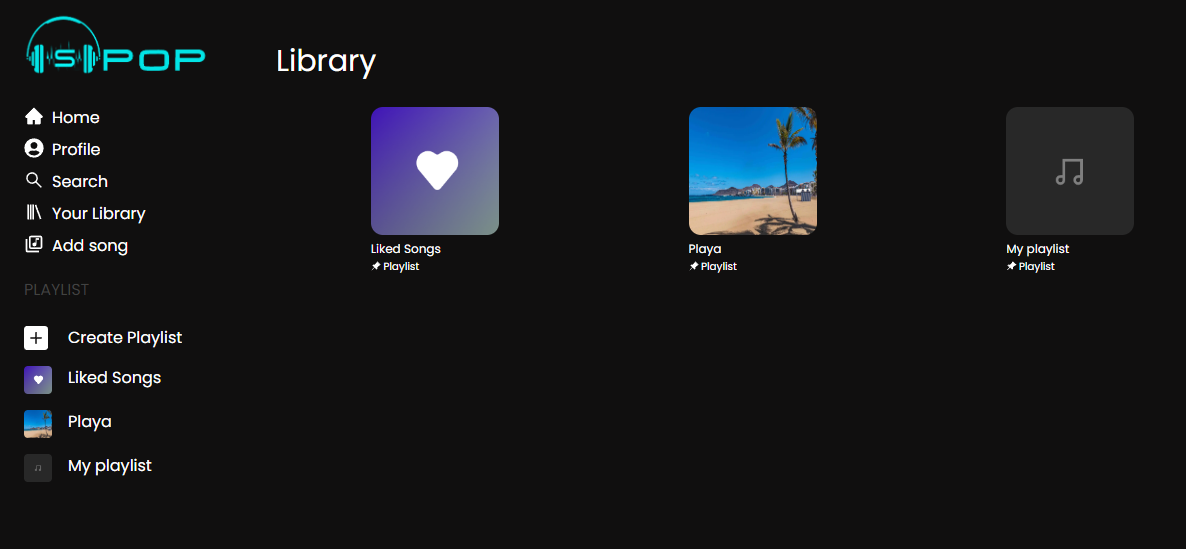 SPOP
Library
Home
Profile
Search
Your Library
Add song
PLAYLIST
Create Playlist
Liked Songs
Playa
My playlist
Liked Songs
Playlist
Playa
Playlist
My playlist
Playlist